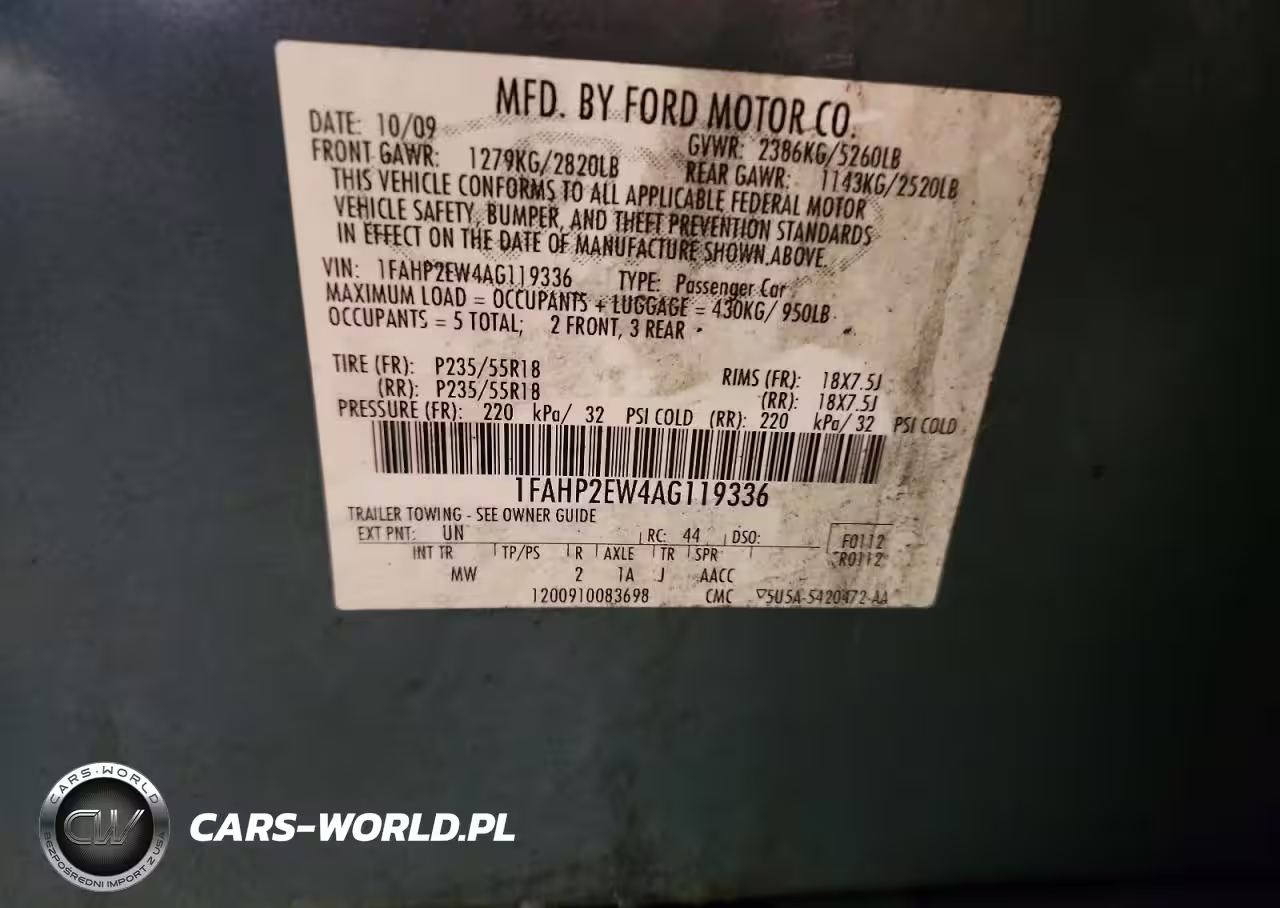 MFD. BY FORD MOTOR CO.
DATE: 10/09 GVWR: 2386KG/5260LB
FRONT GAWR: 1279KG/2820LB REAR GAWR: 1143KG/2520LB
THIS VEHICLE CONFORMS TO ALL APPLICABLE FEDERAL MOTOR
VEHICLE SAFETY, BUMPER, AND THEFT PREVENTION STANDARDS
IN EFFECT ON THE DATE OF MANUFACTURE SHOWN ABOVE.
VIN: 1FAHP2EW4AG119336 TYPE: Passenger Car
MAXIMUM LOAD = OCCUPANTS + LUGGAGE = 430KG/ 950LB
OCCUPANTS = 5 TOTAL; 2 FRONT, 3 REAR
TIRE (FR): P235/55R18 RIMS (FR): 18X7.5J
(RR): P235/55R18 (RR): 18X7.5J
PRESSURE (FR): 220 kPa/ 32 PSI COLD (RR): 220 kPa/ 32 PSI COLD
1FAHP2EW4AG119336
TRAILER TOWING - SEE OWNER GUIDE
EXT PNT: UN RC: 44 DSO: F0112
INT TR TP/PS R AXLE TR SPR R0112
MW 2 1A J AACC
1200910083698 CMC ▽5U5A-5420472-AA
CARS-WORLD
CW
BEZPOŚREDNI IMPORT Z USA
CARS-WORLD.PL